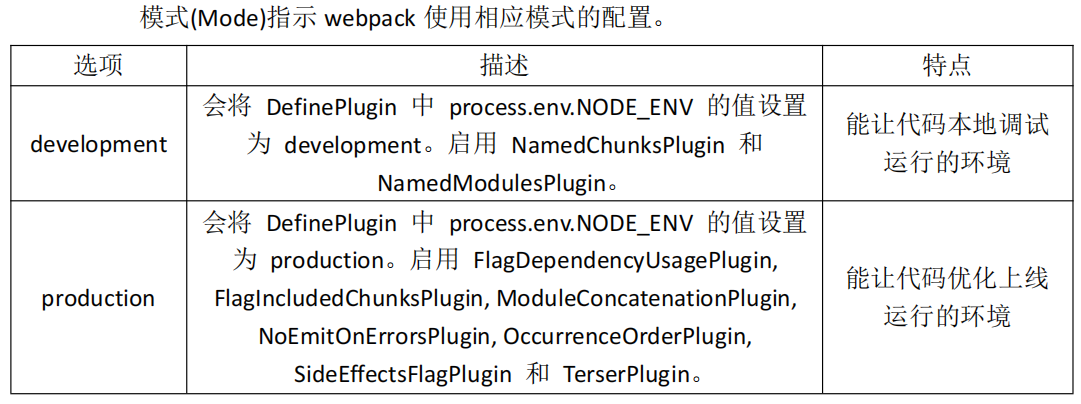 模式(Mode)指示 webpack 使用相应模式的配置。
选项 描述 特点
development
会将 DefinePlugin 中 process.env.NODE_ENV 的值设置
为 development。启用 NamedChunksPlugin 和
NamedModulesPlugin。
能让代码本地调试
运行的环境
production
会将 DefinePlugin 中 process.env.NODE_ENV 的值设置
为 production。启用 FlagDependencyUsagePlugin,
FlagIncludedChunksPlugin, ModuleConcatenationPlugin,
NoEmitOnErrorsPlugin, OccurrenceOrderPlugin,
SideEffectsFlagPlugin 和 TerserPlugin。
能让代码优化上线
运行的环境